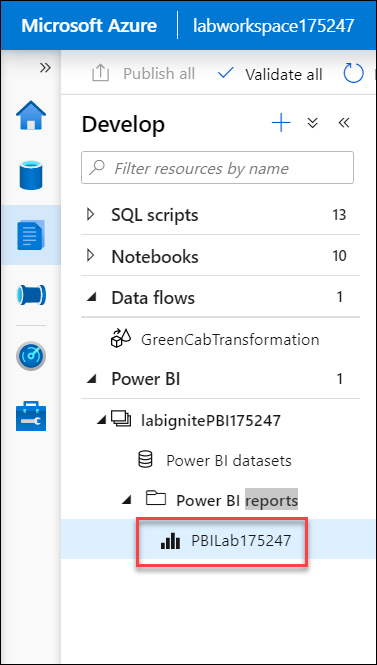 Microsoft Azure labworkspace175247
» Publish all Validate all
Develop
Filter resources by name
SQL scripts 13
Notebooks 10
Data flows 1
GreenCabTransformation
Power BI 1
labignitePBI175247
Power BI datasets
Power BI reports
PBILab175247